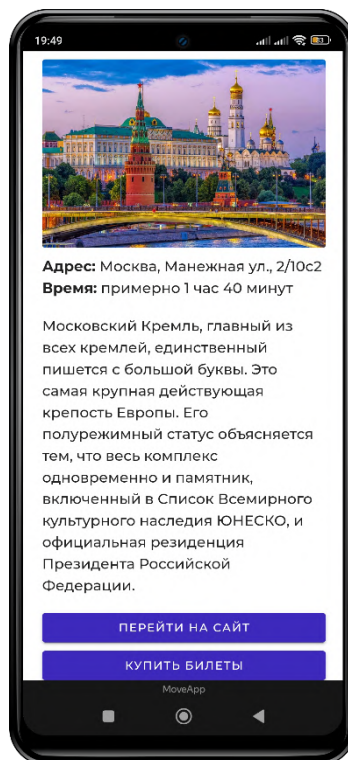 19:49
Адрес: Москва, Манежная ул., 2/10с2
Время: примерно 1 час 40 минут
Московский Кремль, главный из
всех кремлей, единственный
пишется с большой буквы. Это
самая крупная действующая
крепость Европы. Его
полурежимный статус объясняется
тем, что весь комплекс
одновременно и памятник,
включенный в Список Всемирного
культурного наследия ЮНЕСКО, и
официальная резиденция
Президента Российской
Федерации.
ПЕРЕЙТИ НА САЙТ
КУПИТЬ БИЛЕТЫ
MoveApp